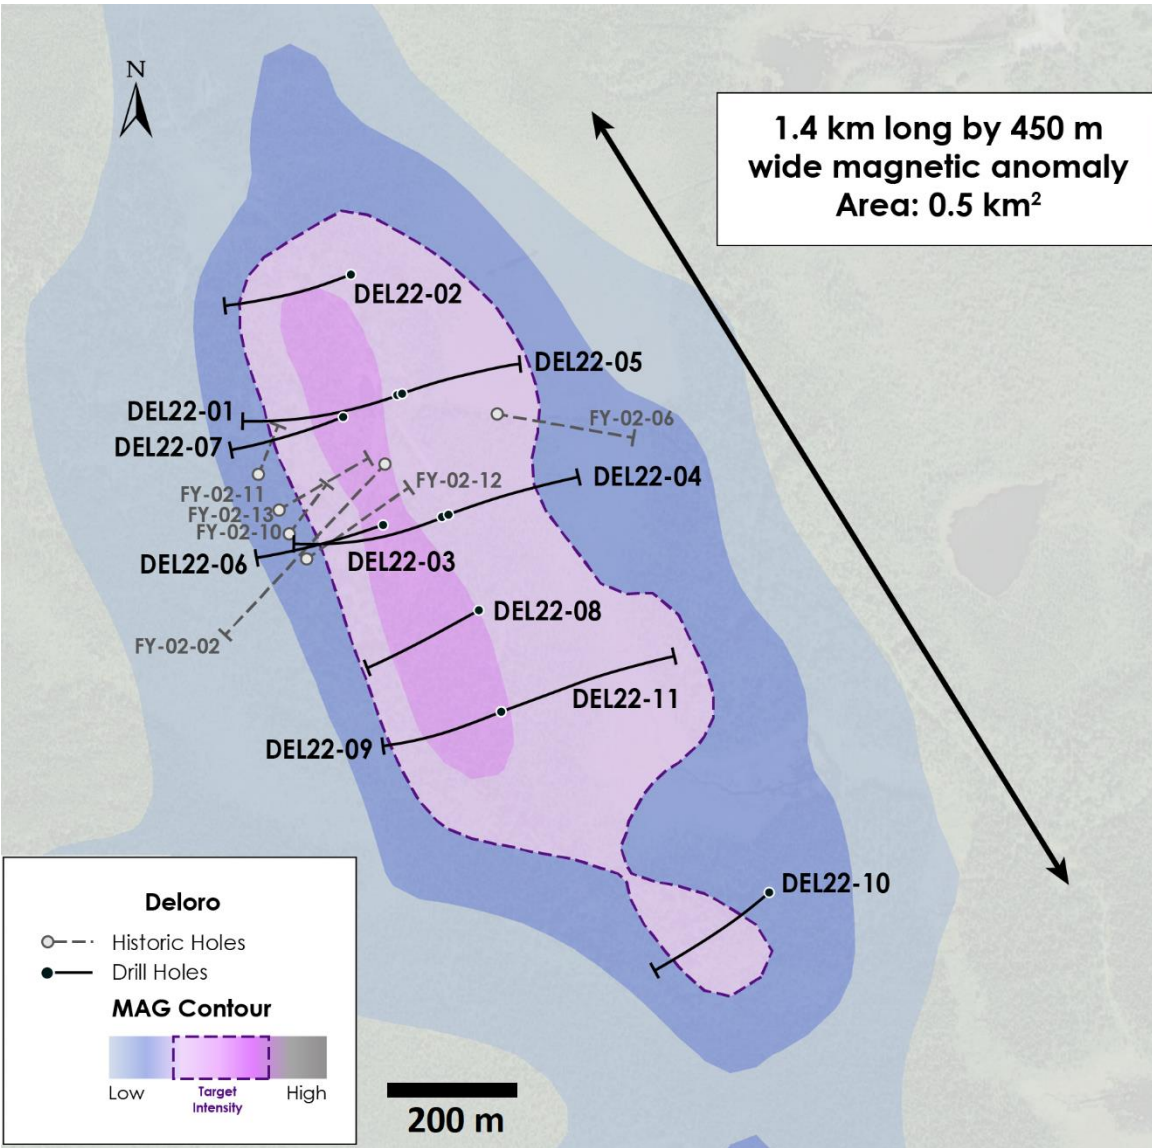 N
1.4 km long by 450 m
wide magnetic anomaly
Area: 0.5 km²
DEL22-02
DEL22-05
DEL22-01
FY-02-06
DEL22-07
DEL22-04
FY-02-12
FY-02-11
FY-02-13
FY-02-10
DEL22-06
DEL22-03
DEL22-08
FY-02-02
DEL22-11
DEL22-09
DEL22-10
Deloro
Historic Holes
Drill Holes
MAG Contour
Low
Target
Intensity
High
200 m